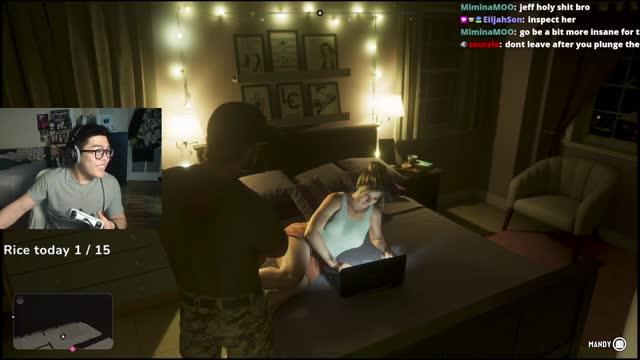 MiminaMOO: jeff holy shit bro
ElijahSon: inspect her
MiminaMOO: go be a bit more insane for t
dont leave after you plunge the
Rice today 1 / 15
MANDY